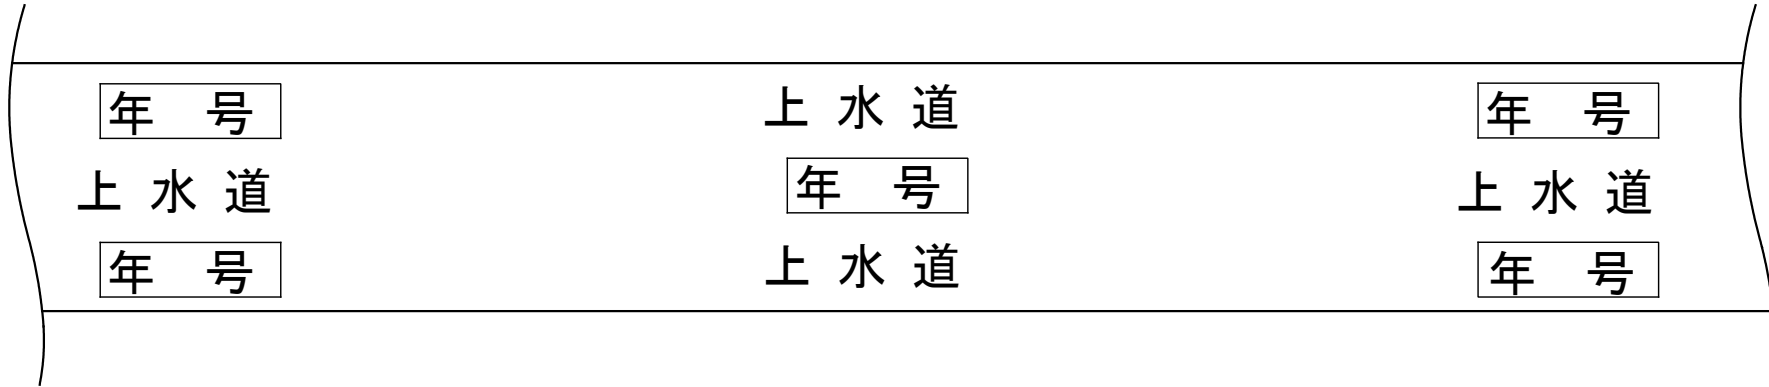 年 号 上 水 道 年 号
上 水 道 年 号 上 水 道
年 号 上 水 道 年 号